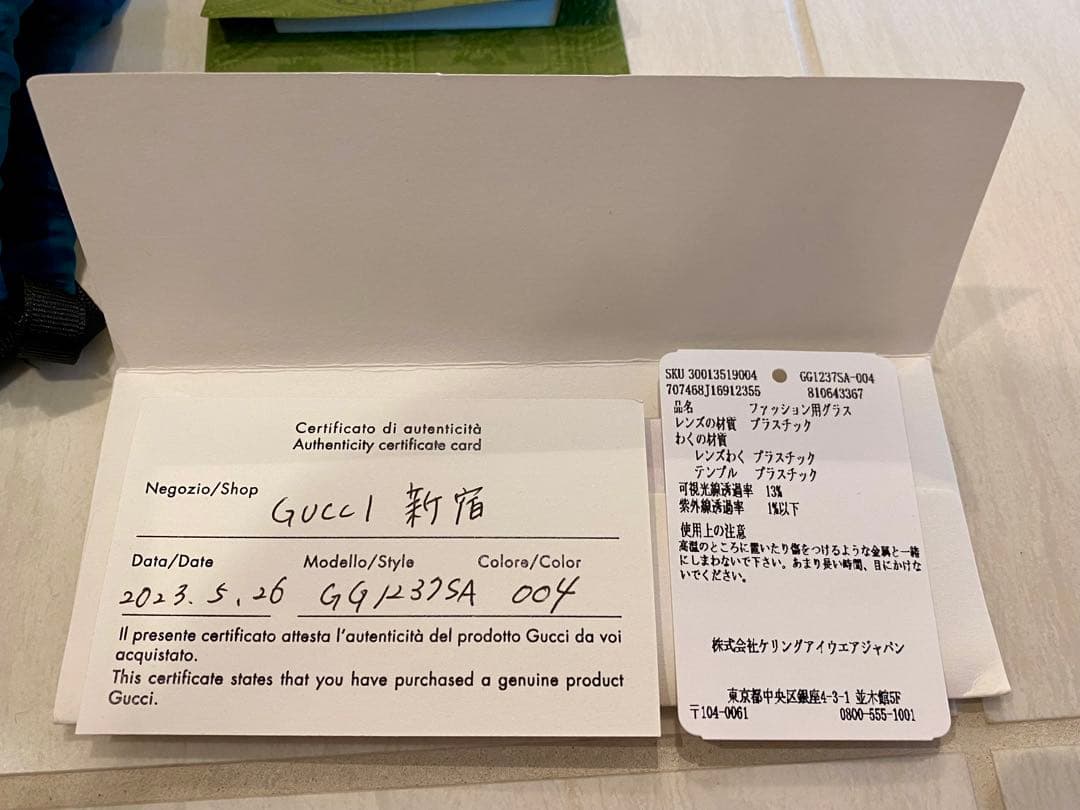 Certificato di autenticità
Authenticity certificate card
Negozio/Shop GUCCI 新宿
Data/Date Modello/Style Colore/Color
2023.5.26 GG1237SA 004
Il presente certificato attesta l'autenticità del prodotto Gucci da voi
acquistato.
This certificate states that you have purchased a genuine product
Gucci.
SKU 30013519004 GG1237SA-004
707468J16912355 810643367
品名 ファッション用グラス
レンズの材質 プラスチック
わくの材質
レンズわく プラスチック
テンプル プラスチック
可視光線透過率 13%
紫外線透過率 1%以下
使用上の注意
高温のところに置いたり傷をつけるような金属と一緒
にしまわないで下さい。あまり長い時間、目にかけな
いでください。
株式会社ケリングアイウエアジャパン
東京都中央区銀座4-3-1 並木館5F
〒104-0061 0800-555-1001